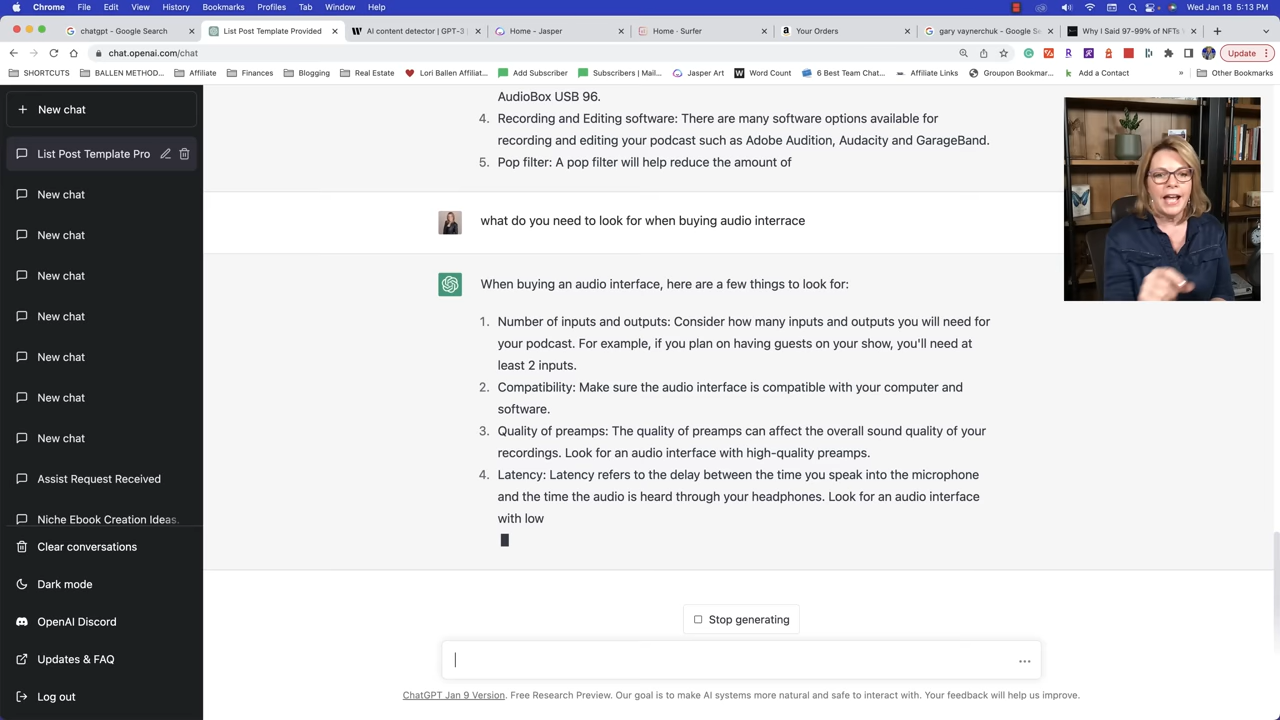 Chrome File Edit View History Bookmarks Profiles Tab Window Help
Wed Jan 18 5:13 PM
chatgpt - Google Search
List Post Template Provided
AI content detector | GPT-3 |
Home - Jasper
Home · Surfer
Your Orders
gary vaynerchuk - Google Se
Why I Said 97-99% of NFTs
chat.openai.com/chat
Update
SHORTCUTS
BALLEN METHOD...
Affiliate
Finances
Blogging
Real Estate
Lori Ballen Affiliat...
Add Subscriber
Subscribers | Mail...
Jasper Art
Word Count
6 Best Team Chat...
Affiliate Links
Groupon Bookmar...
Add a Contact
»
Other Bookmarks
New chat
List Post Template Pro
New chat
New chat
New chat
New chat
New chat
New chat
New chat
Assist Request Received
Niche Ebook Creation Ideas.
Clear conversations
Dark mode
OpenAI Discord
Updates & FAQ
Log out
AudioBox USB 96.
4. Recording and Editing software: There are many software options available for
recording and editing your podcast such as Adobe Audition, Audacity and GarageBand.
5. Pop filter: A pop filter will help reduce the amount of
what do you need to look for when buying audio interrace
When buying an audio interface, here are a few things to look for:
1. Number of inputs and outputs: Consider how many inputs and outputs you will need for
your podcast. For example, if you plan on having guests on your show, you'll need at
least 2 inputs.
2. Compatibility: Make sure the audio interface is compatible with your computer and
software.
3. Quality of preamps: The quality of preamps can affect the overall sound quality of your
recordings. Look for an audio interface with high-quality preamps.
4. Latency: Latency refers to the delay between the time you speak into the microphone
and the time the audio is heard through your headphones. Look for an audio interface
with low
Stop generating
ChatGPT Jan 9 Version. Free Research Preview. Our goal is to make AI systems more natural and safe to interact with. Your feedback will help us improve.